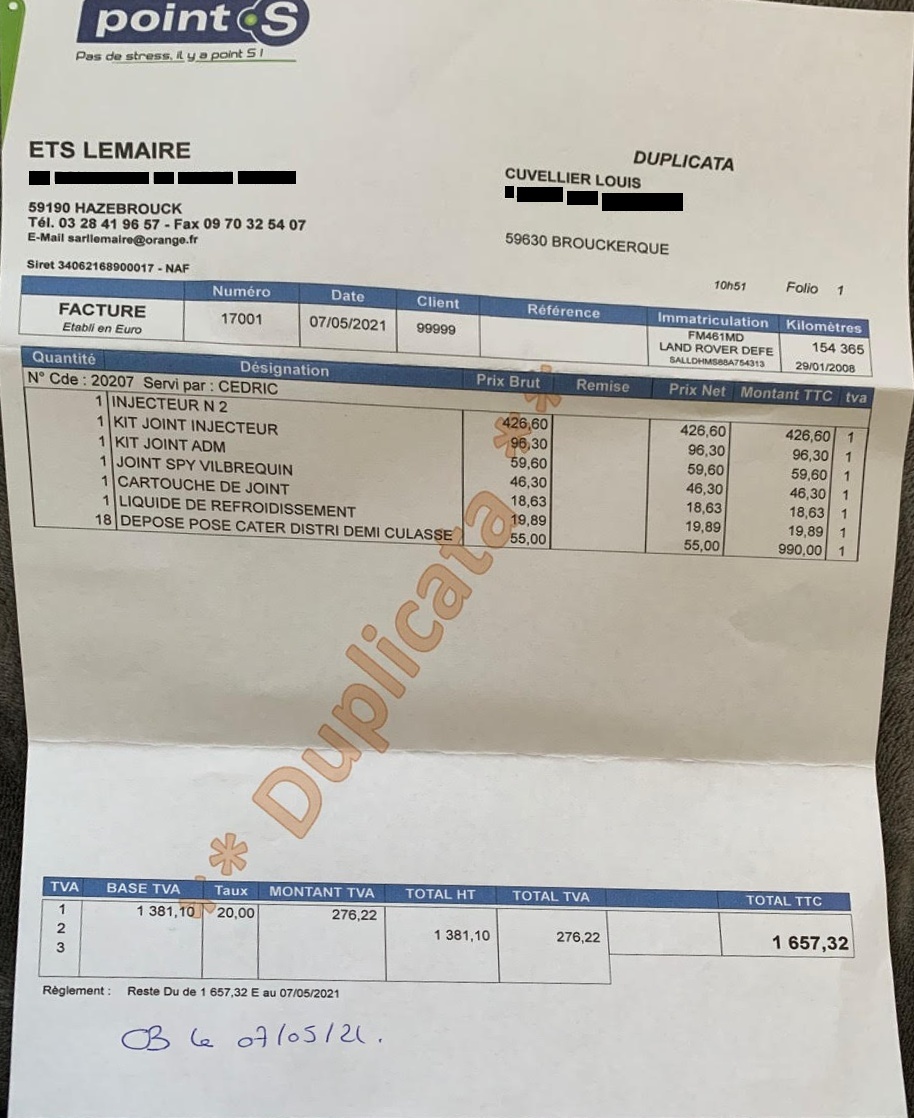 point S
Pas de stress, il y a point S !
ETS LEMAIRE
DUPLICATA
CUVELLIER LOUIS
59190 HAZEBROUCK
Tél. 03 28 41 96 57 - Fax 09 70 32 54 07
E-Mail sarllemaire@orange.fr
59630 BROUCKERQUE
Siret 34062168900017 - NAF
10h51 Folio 1
Numéro Date Client Référence Immatriculation Kilomètres
FACTURE
Etabli en Euro
17001 07/05/2021 99999
FM461MD
LAND ROVER DEFE
SALLDHMS88A754313
154 365
29/01/2008
Quantité Désignation Prix Brut Remise Prix Net Montant TTC tva
N° Cde : 20207 Servi par : CEDRIC
1 INJECTEUR N 2 426,60 426,60 426,60 1
1 KIT JOINT INJECTEUR 96,30 96,30 96,30 1
1 KIT JOINT ADM 59,60 59,60 59,60 1
1 JOINT SPY VILBREQUIN 46,30 46,30 46,30 1
1 CARTOUCHE DE JOINT 18,63 18,63 18,63 1
1 LIQUIDE DE REFROIDISSEMENT 19,89 19,89 19,89 1
18 DEPOSE POSE CATER DISTRI DEMI CULASSE 55,00 55,00 990,00 1
*** Duplicata ***
TVA BASE TVA Taux MONTANT TVA TOTAL HT TOTAL TVA TOTAL TTC
1 1 381,10 20,00 276,22
2 1 381,10 276,22 1 657,32
3
Règlement : Reste Du de 1 657,32 E au 07/05/2021
CB le 07/05/21.